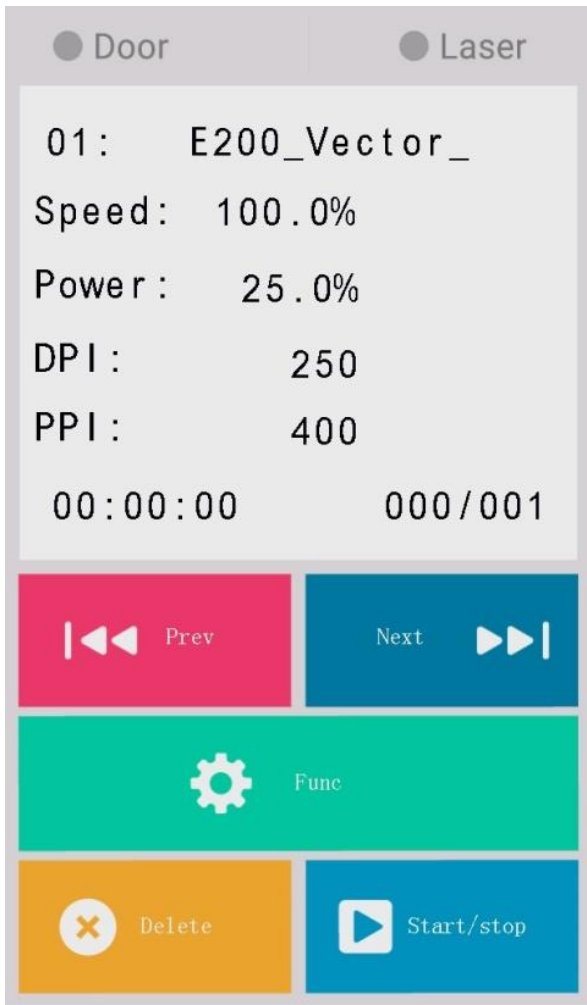 Door Laser
01: E200_Vector_
Speed: 100.0%
Power: 25.0%
DPI: 250
PPI: 400
00:00:00 000/001
Prev Next
Func
Delete Start/stop